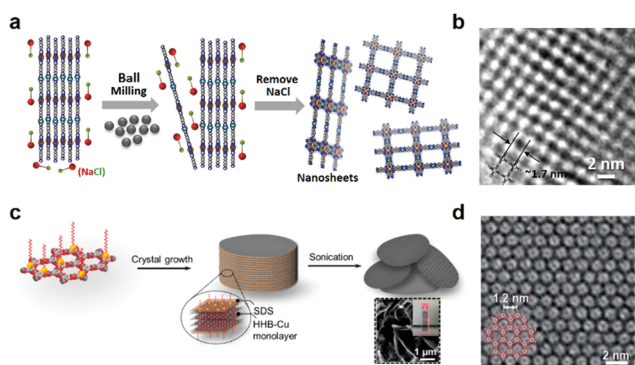 a
Ball
Milling
(NaCl)
Remove
NaCl
Nanosheets
b
~1.7 nm
2 nm
c
Crystal growth
Sonication
SDS
HHB-Cu
monolayer
1 µm
d
1.2 nm
2 nm